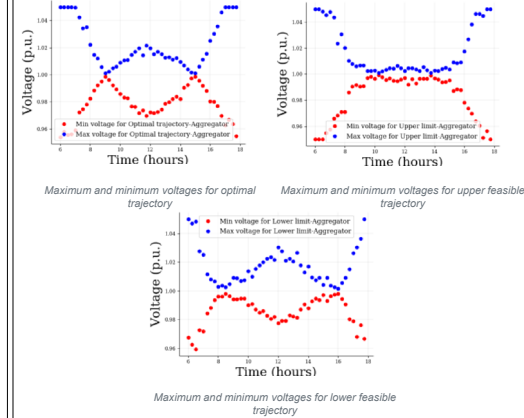 Voltage (p.u.)
1.04
1.02
1.00
0.98
0.96
Min voltage for Optimal trajectory-Aggregator
Max voltage for Optimal trajectory-Aggregator
6 8 10 12 14 16 18
Time (hours)
Maximum and minimum voltages for optimal
trajectory
Voltage (p.u.)
1.04
1.02
1.00
0.98
0.96
Min voltage for Upper limit-Aggregator
Max voltage for Upper limit-Aggregator
6 8 10 12 14 16 18
Time (hours)
Maximum and minimum voltages for upper feasible
trajectory
Voltage (p.u.)
1.04
1.02
1.00
0.98
0.96
Min voltage for Lower limit-Aggregator
Max voltage for Lower limit-Aggregator
6 8 10 12 14 16 18
Time (hours)
Maximum and minimum voltages for lower feasible
trajectory